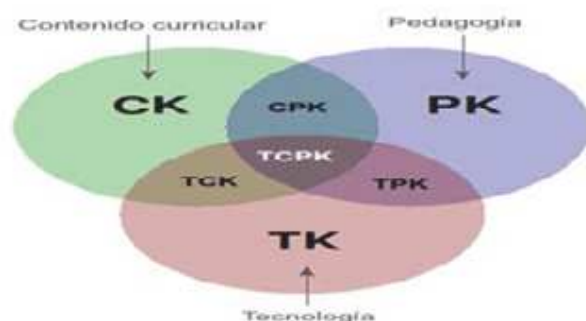 Contenido curricular
Pedagogía
CK
CPK
PK
TCPK
TCK
TPK
TK
Tecnología